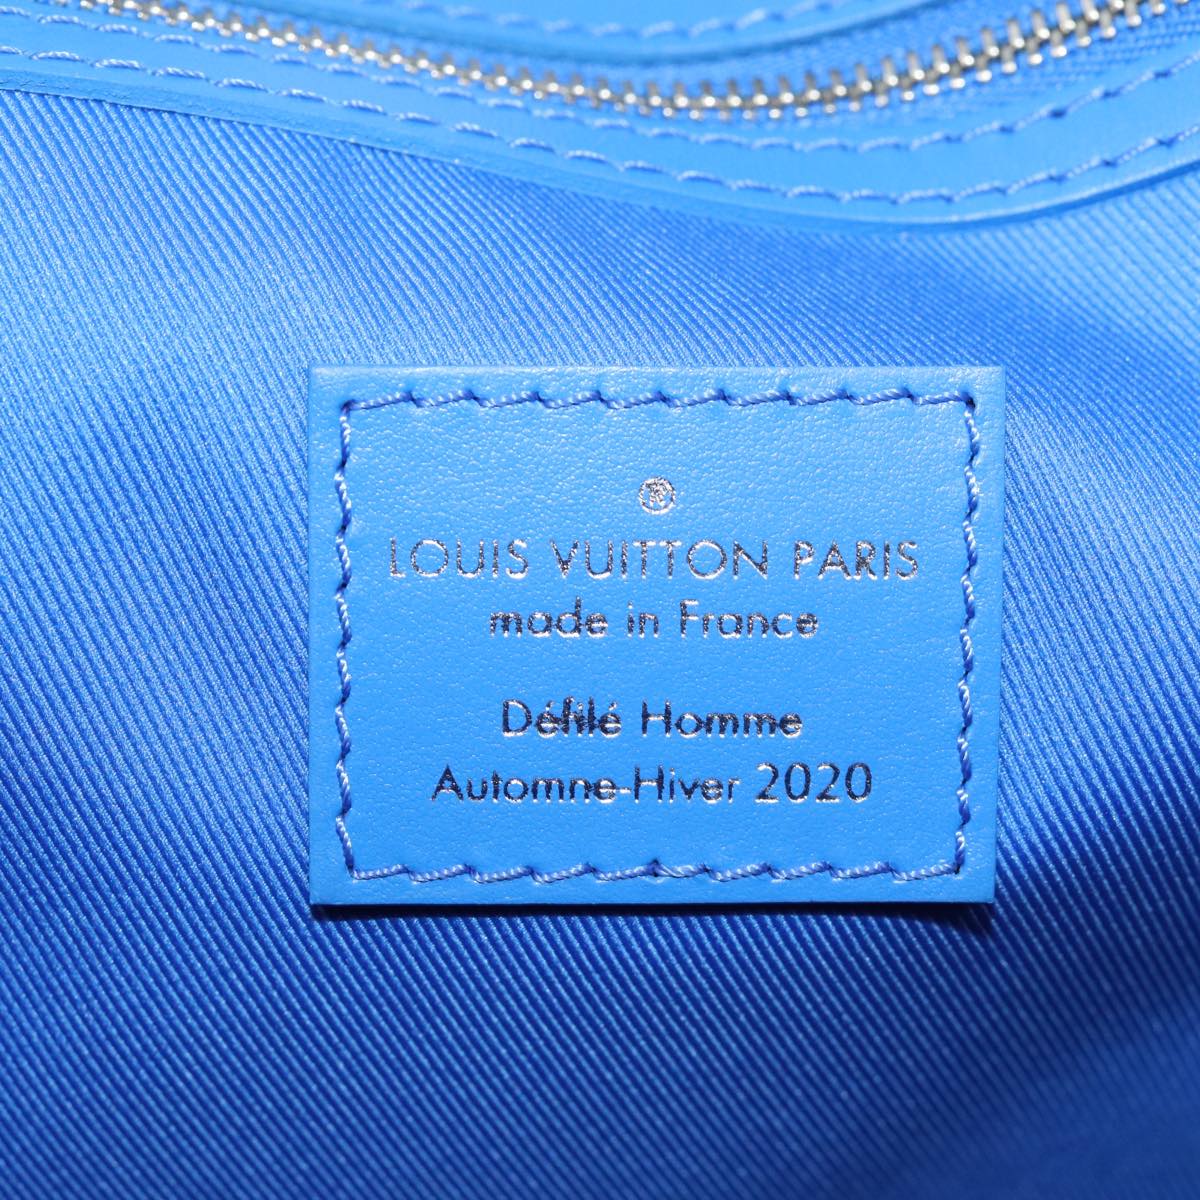 LOUIS VUITTON PARIS
made in France
Défilé Homme
Automne-Hiver 2020